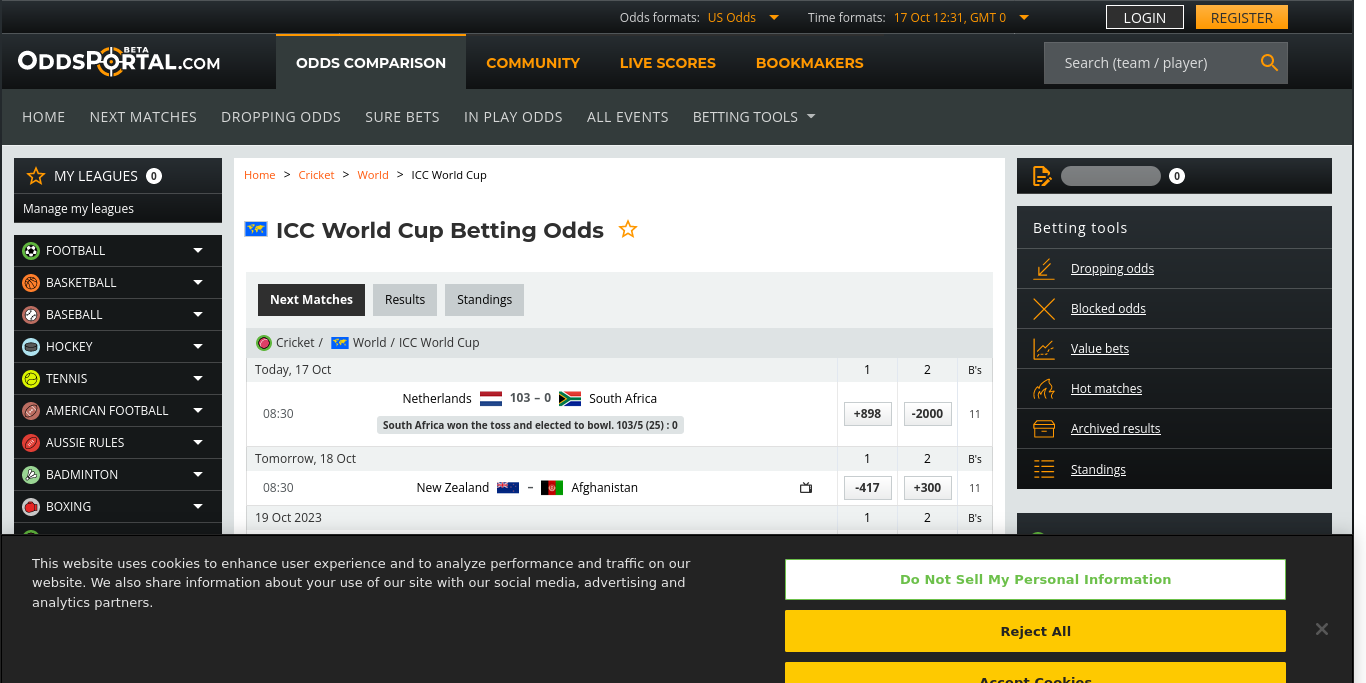 Odds formats: US Odds Time formats: 17 Oct 12:31, GMT 0 LOGIN REGISTER
ODDSPORTAL.COM BETA ODDS COMPARISON COMMUNITY LIVE SCORES BOOKMAKERS Search (team / player)
HOME NEXT MATCHES DROPPING ODDS SURE BETS IN PLAY ODDS ALL EVENTS BETTING TOOLS
MY LEAGUES 0
Manage my leagues
FOOTBALL
BASKETBALL
BASEBALL
HOCKEY
TENNIS
AMERICAN FOOTBALL
AUSSIE RULES
BADMINTON
BOXING
Home > Cricket > World > ICC World Cup
ICC World Cup Betting Odds
Next Matches Results Standings
Cricket / World / ICC World Cup
Today, 17 Oct 1 2 B's
08:30 Netherlands 103 – 0 South Africa +898 -2000 11
South Africa won the toss and elected to bowl. 103/5 (25) : 0
Tomorrow, 18 Oct 1 2 B's
08:30 New Zealand – Afghanistan -417 +300 11
19 Oct 2023 1 2 B's
0
Betting tools
Dropping odds
Blocked odds
Value bets
Hot matches
Archived results
Standings
This website uses cookies to enhance user experience and to analyze performance and traffic on our
website. We also share information about your use of our site with our social media, advertising and
analytics partners.
Do Not Sell My Personal Information
Reject All
Accept Cookies